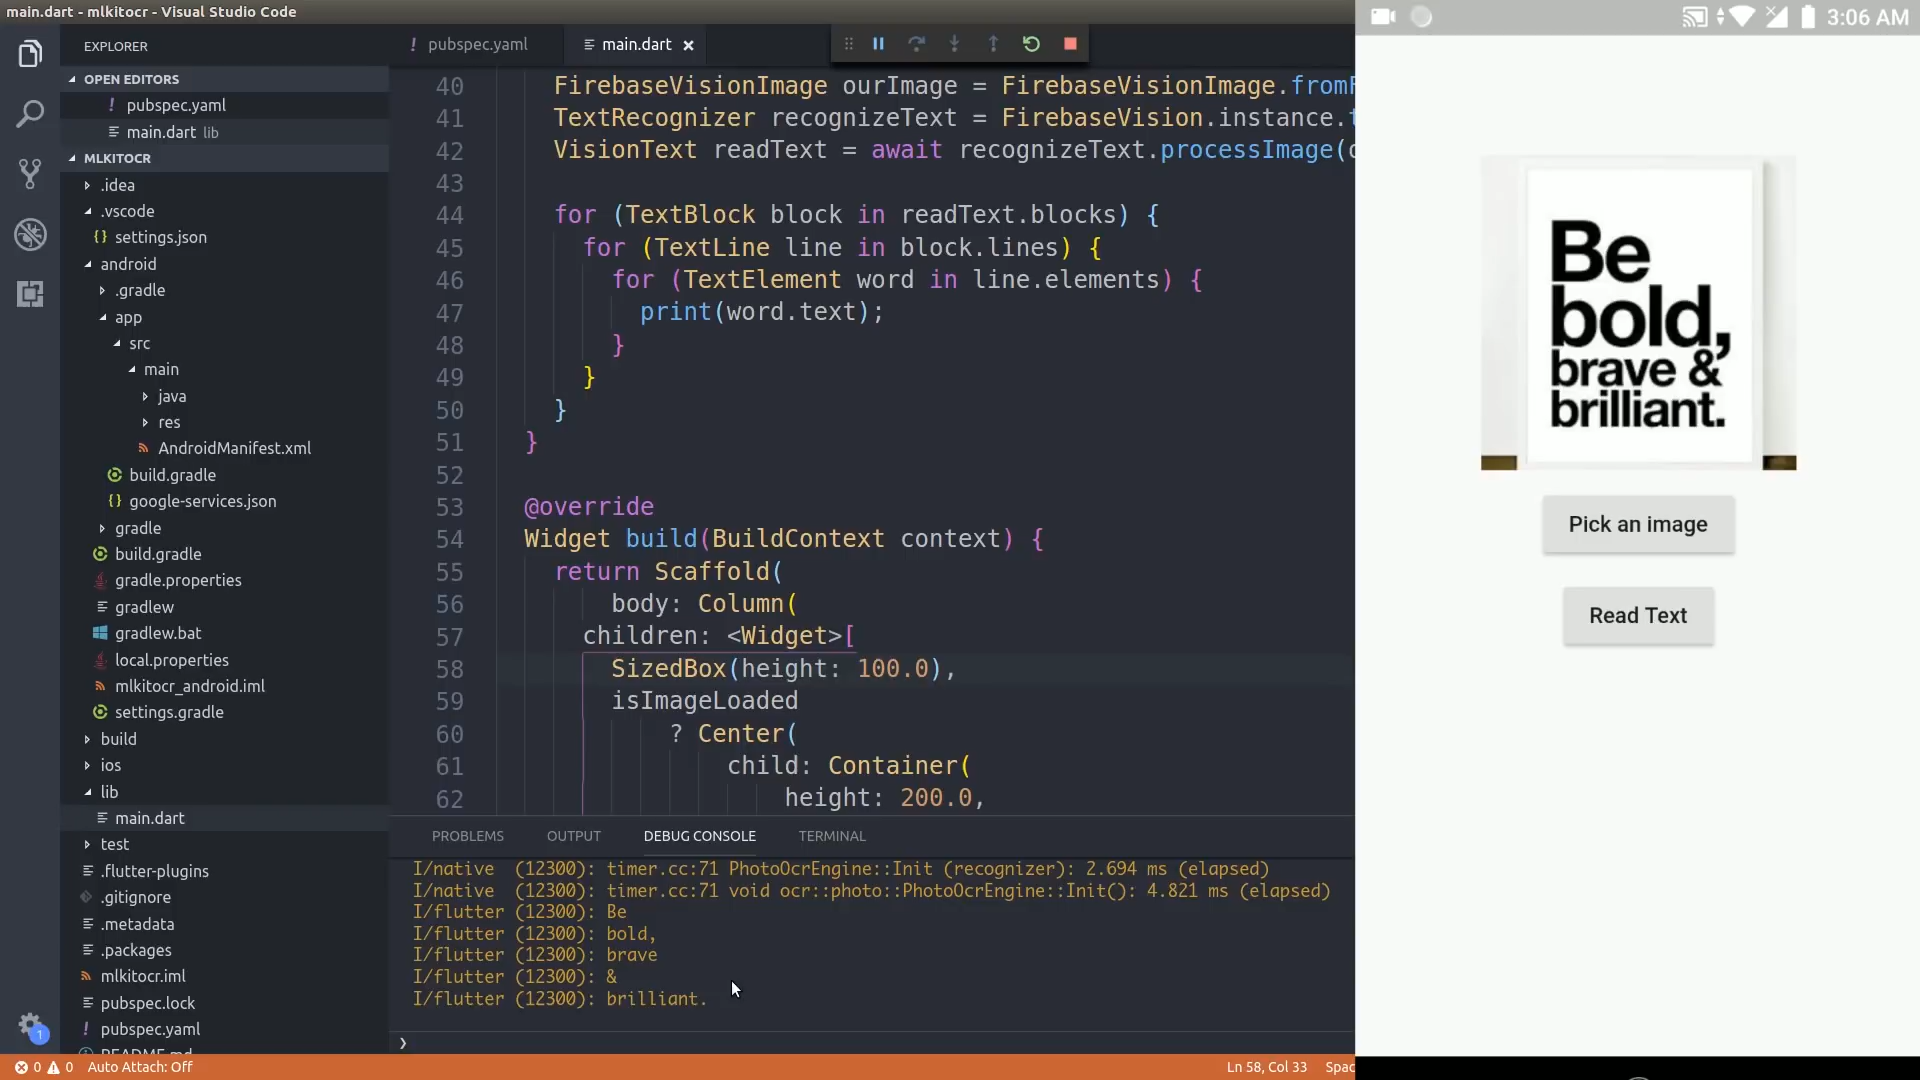 main.dart - mlkitocr - Visual Studio Code
3:06 AM
EXPLORER
OPEN EDITORS
! pubspec.yaml
main.dart lib
MLKITOCR
.idea
.vscode
{} settings.json
android
.gradle
app
src
main
java
res
AndroidManifest.xml
build.gradle
{} google-services.json
gradle
build.gradle
gradle.properties
gradlew
gradlew.bat
local.properties
mlkitocr_android.iml
settings.gradle
build
ios
lib
main.dart
test
.flutter-plugins
.gitignore
.metadata
.packages
mlkitocr.iml
pubspec.lock
! pubspec.yaml
README.md
1
! pubspec.yaml
main.dart ×
40 FirebaseVisionImage ourImage = FirebaseVisionImage.fromF
41 TextRecognizer recognizeText = FirebaseVision.instance.t
42 VisionText readText = await recognizeText.processImage(o
43
44 for (TextBlock block in readText.blocks) {
45 for (TextLine line in block.lines) {
46 for (TextElement word in line.elements) {
47 print(word.text);
48 }
49 }
50 }
51 }
52
53 @override
54 Widget build(BuildContext context) {
55 return Scaffold(
56 body: Column(
57 children: <Widget>[
58 SizedBox(height: 100.0),
59 isImageLoaded
60 ? Center(
61 child: Container(
62 height: 200.0,
PROBLEMS OUTPUT DEBUG CONSOLE TERMINAL
I/native (12300): timer.cc:71 PhotoOcrEngine::Init (recognizer): 2.694 ms (elapsed)
I/native (12300): timer.cc:71 void ocr::photo::PhotoOcrEngine::Init(): 4.821 ms (elapsed)
I/flutter (12300): Be
I/flutter (12300): bold,
I/flutter (12300): brave
I/flutter (12300): &
I/flutter (12300): brilliant.
❯
0 0 Auto Attach: Off
Ln 58, Col 33 Spac
Be
bold,
brave &
brilliant.
Pick an image
Read Text